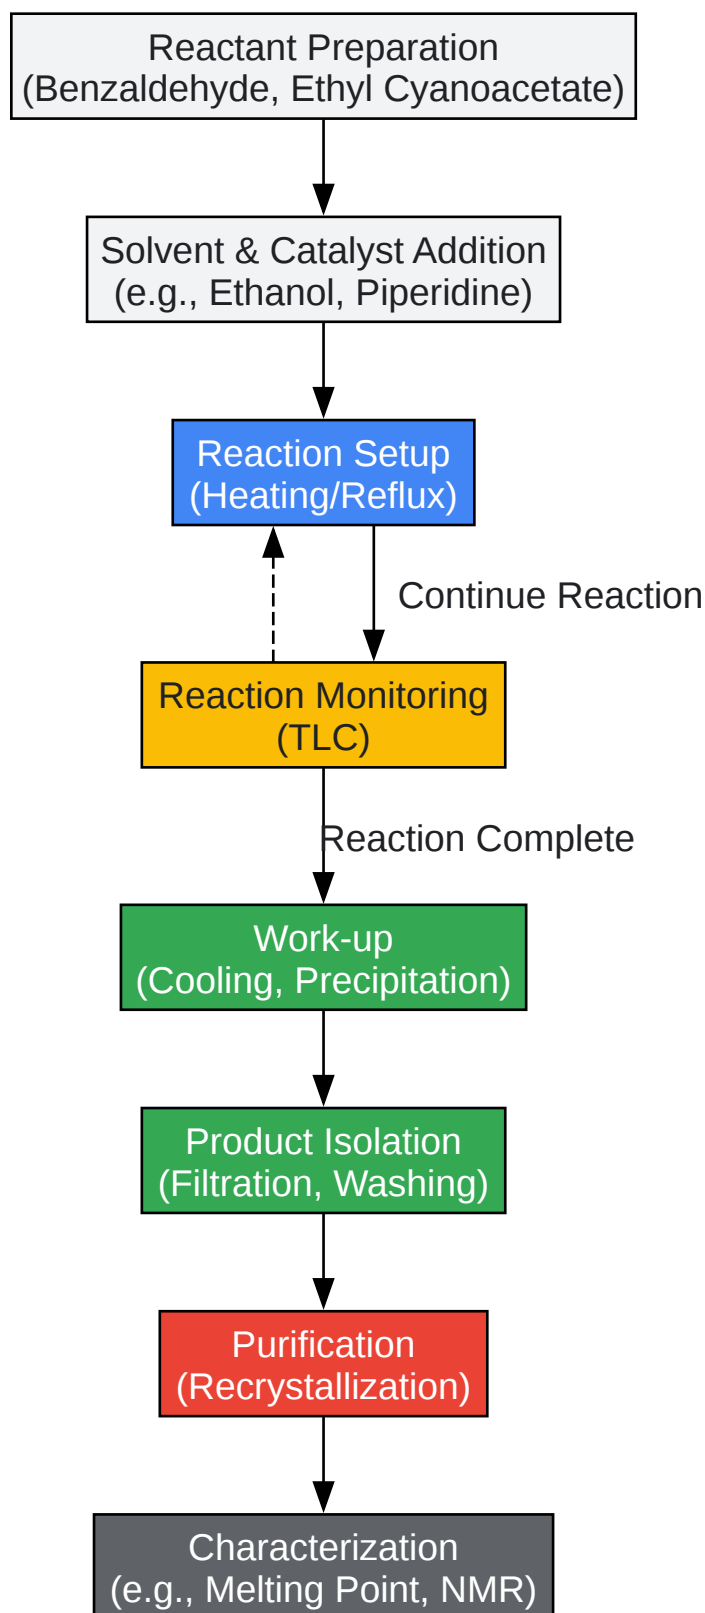 Reactant Preparation
(Benzaldehyde, Ethyl Cyanoacetate)
Solvent & Catalyst Addition
(e.g., Ethanol, Piperidine)
Reaction Setup
(Heating/Reflux)
Continue Reaction
Reaction Monitoring
(TLC)
Reaction Complete
Work-up
(Cooling, Precipitation)
Product Isolation
(Filtration, Washing)
Purification
(Recrystallization)
Characterization
(e.g., Melting Point, NMR)